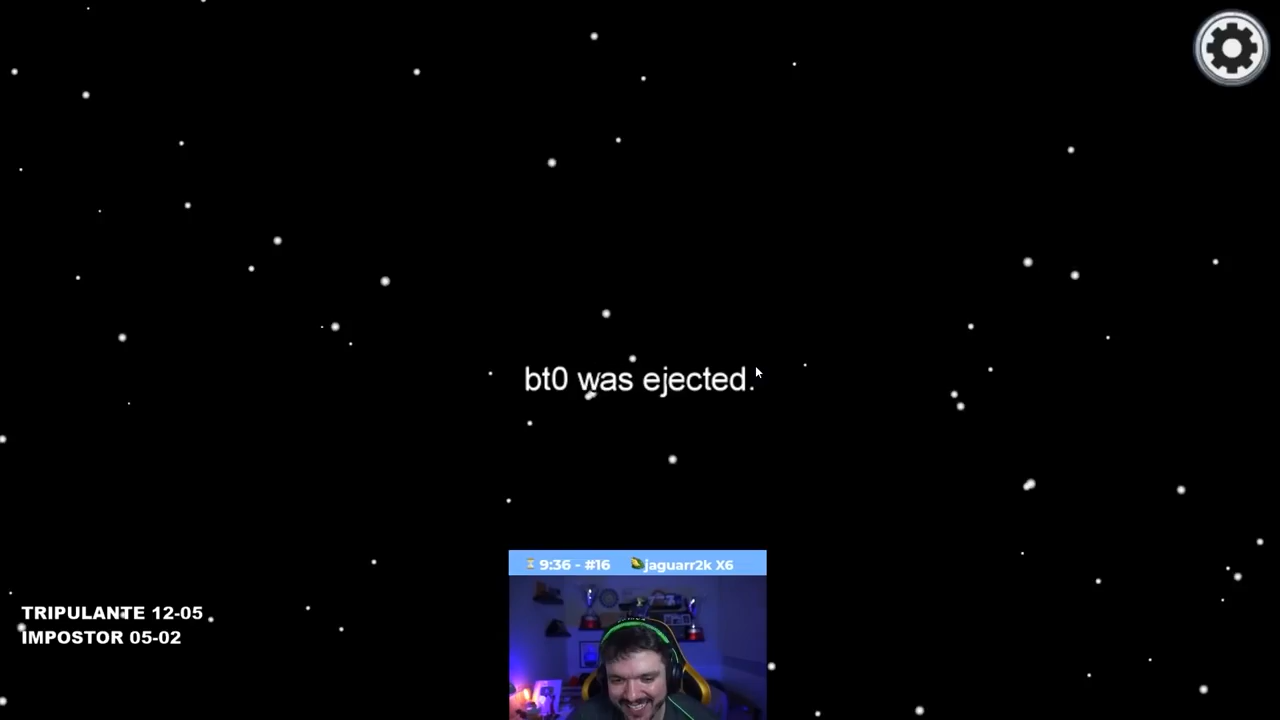 bt0 was ejected.
9:36 - #16 jaguarr2k X6
TRIPULANTE 12-05
IMPOSTOR 05-02